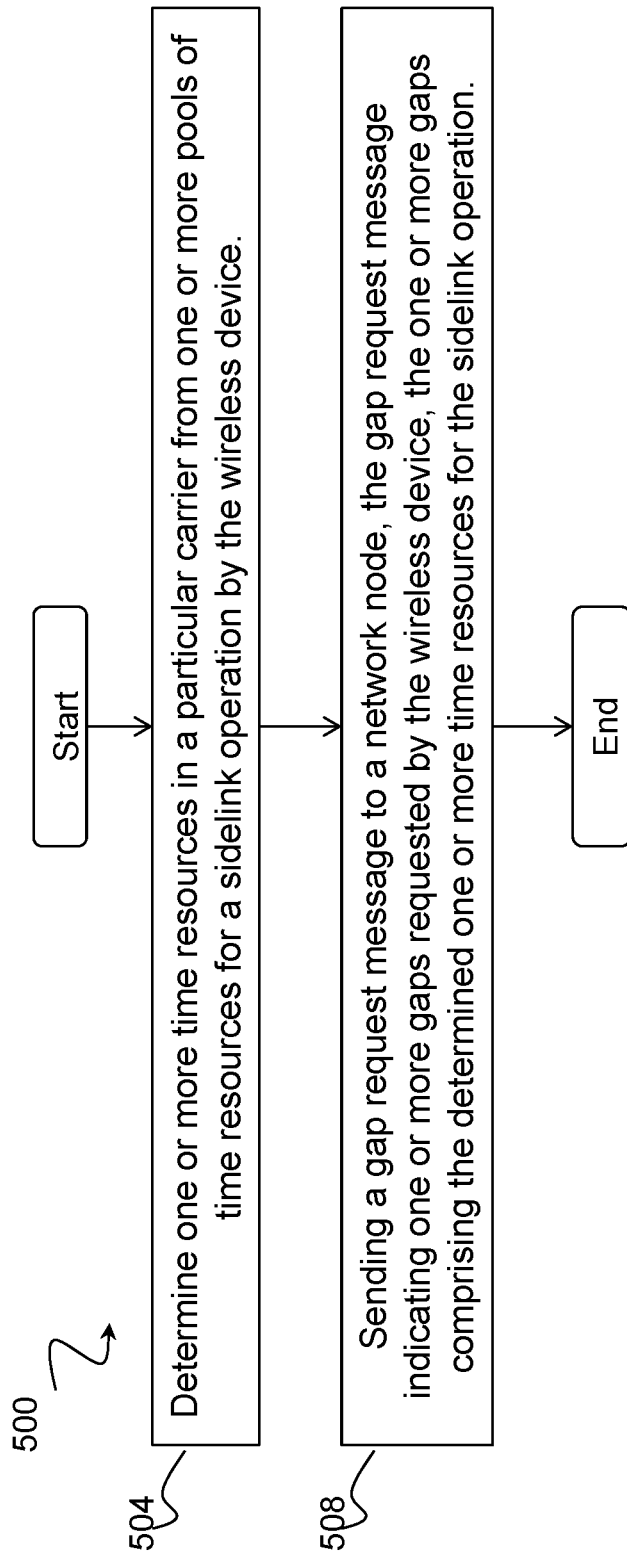 500
Start
504
Determine one or more time resources in a particular carrier from one or more pools of
time resources for a sidelink operation by the wireless device.
508
Sending a gap request message to a network node, the gap request message
indicating one or more gaps requested by the wireless device, the one or more gaps
comprising the determined one or more time resources for the sidelink operation.
End